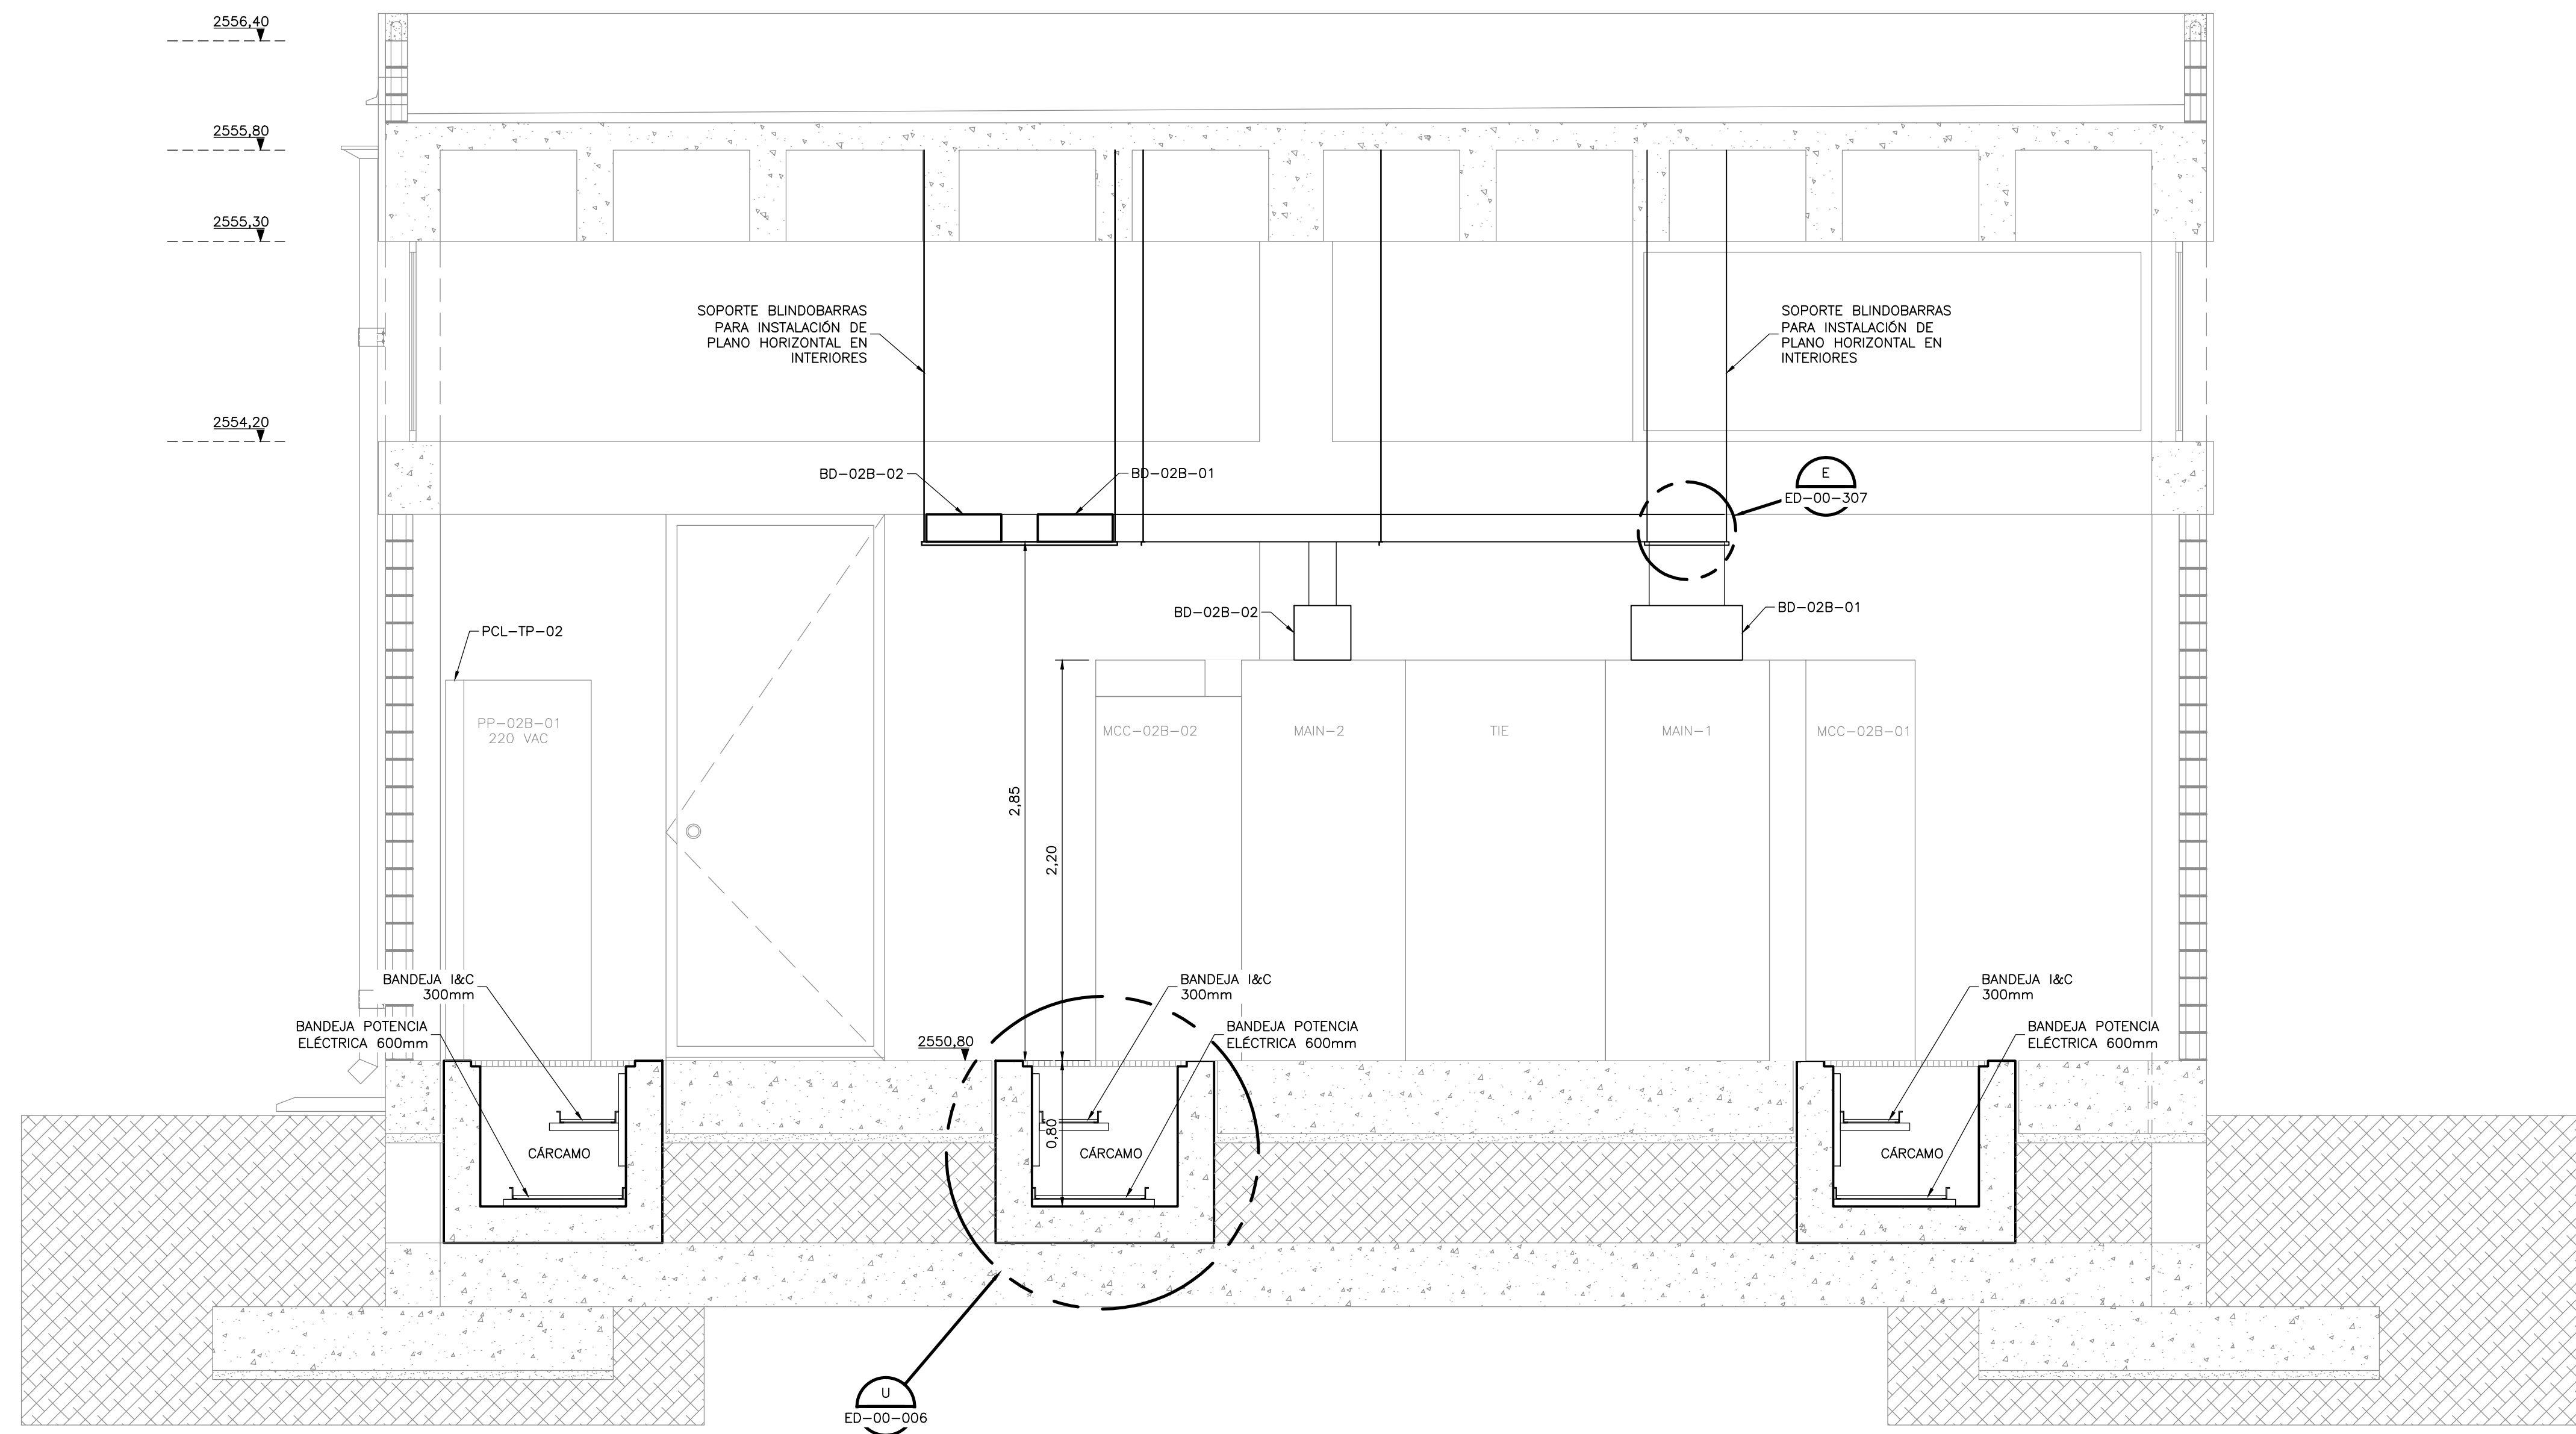 2556,40
2555,80
2555,30
SOPORTE BLINDOBARRAS
PARA INSTALACIÓN DE
PLANO HORIZONTAL EN
INTERIORES
SOPORTE BLINDOBARRAS
PARA INSTALACIÓN DE
PLANO HORIZONTAL EN
INTERIORES
2554,20
BD-02B-02
BD-02B-01
E
ED-00-307
BD-02B-02
BD-02B-01
PCL-TP-02
PP-02B-01
220 VAC
MCC-02B-02
MAIN-2
TIE
MAIN-1
MCC-02B-01
2,85
2,20
BANDEJA I&C
300mm
BANDEJA I&C
300mm
BANDEJA I&C
300mm
BANDEJA POTENCIA
ELÉCTRICA 600mm
2550,80
BANDEJA POTENCIA
ELÉCTRICA 600mm
BANDEJA POTENCIA
ELÉCTRICA 600mm
0,80
CÁRCAMO
CÁRCAMO
CÁRCAMO
U
ED-00-006